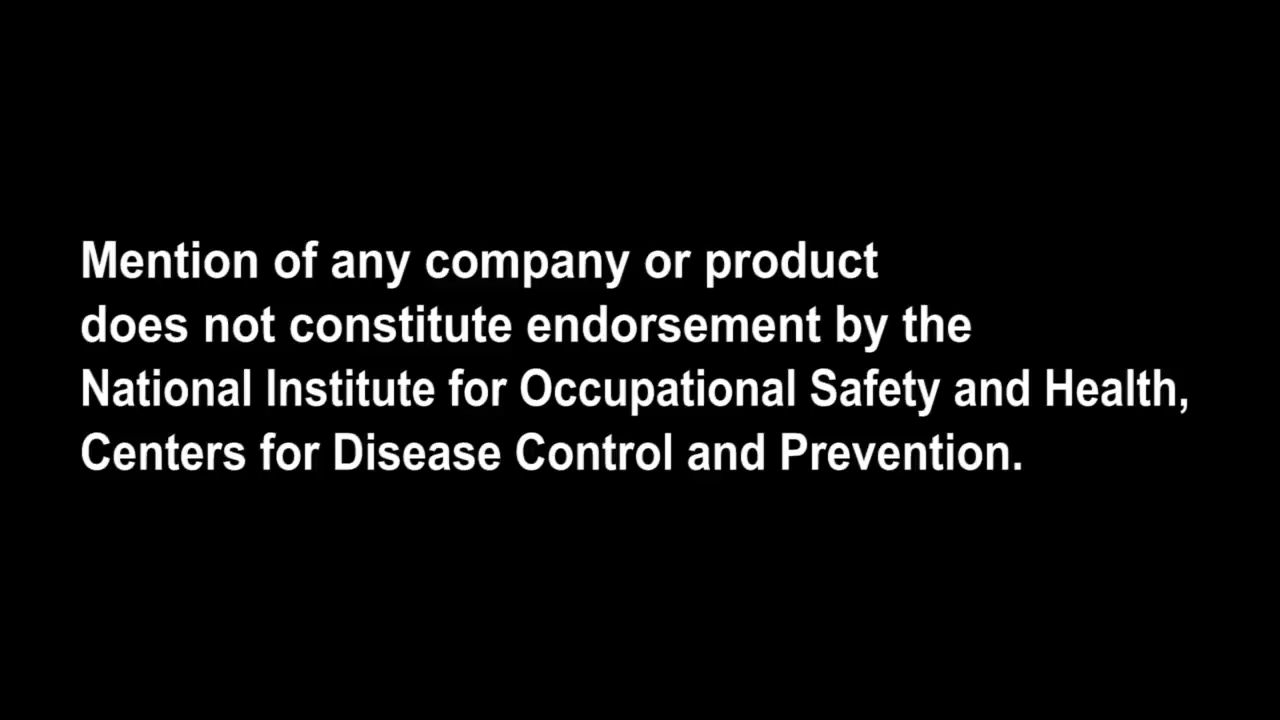 Mention of any company or product
does not constitute endorsement by the
National Institute for Occupational Safety and Health,
Centers for Disease Control and Prevention.